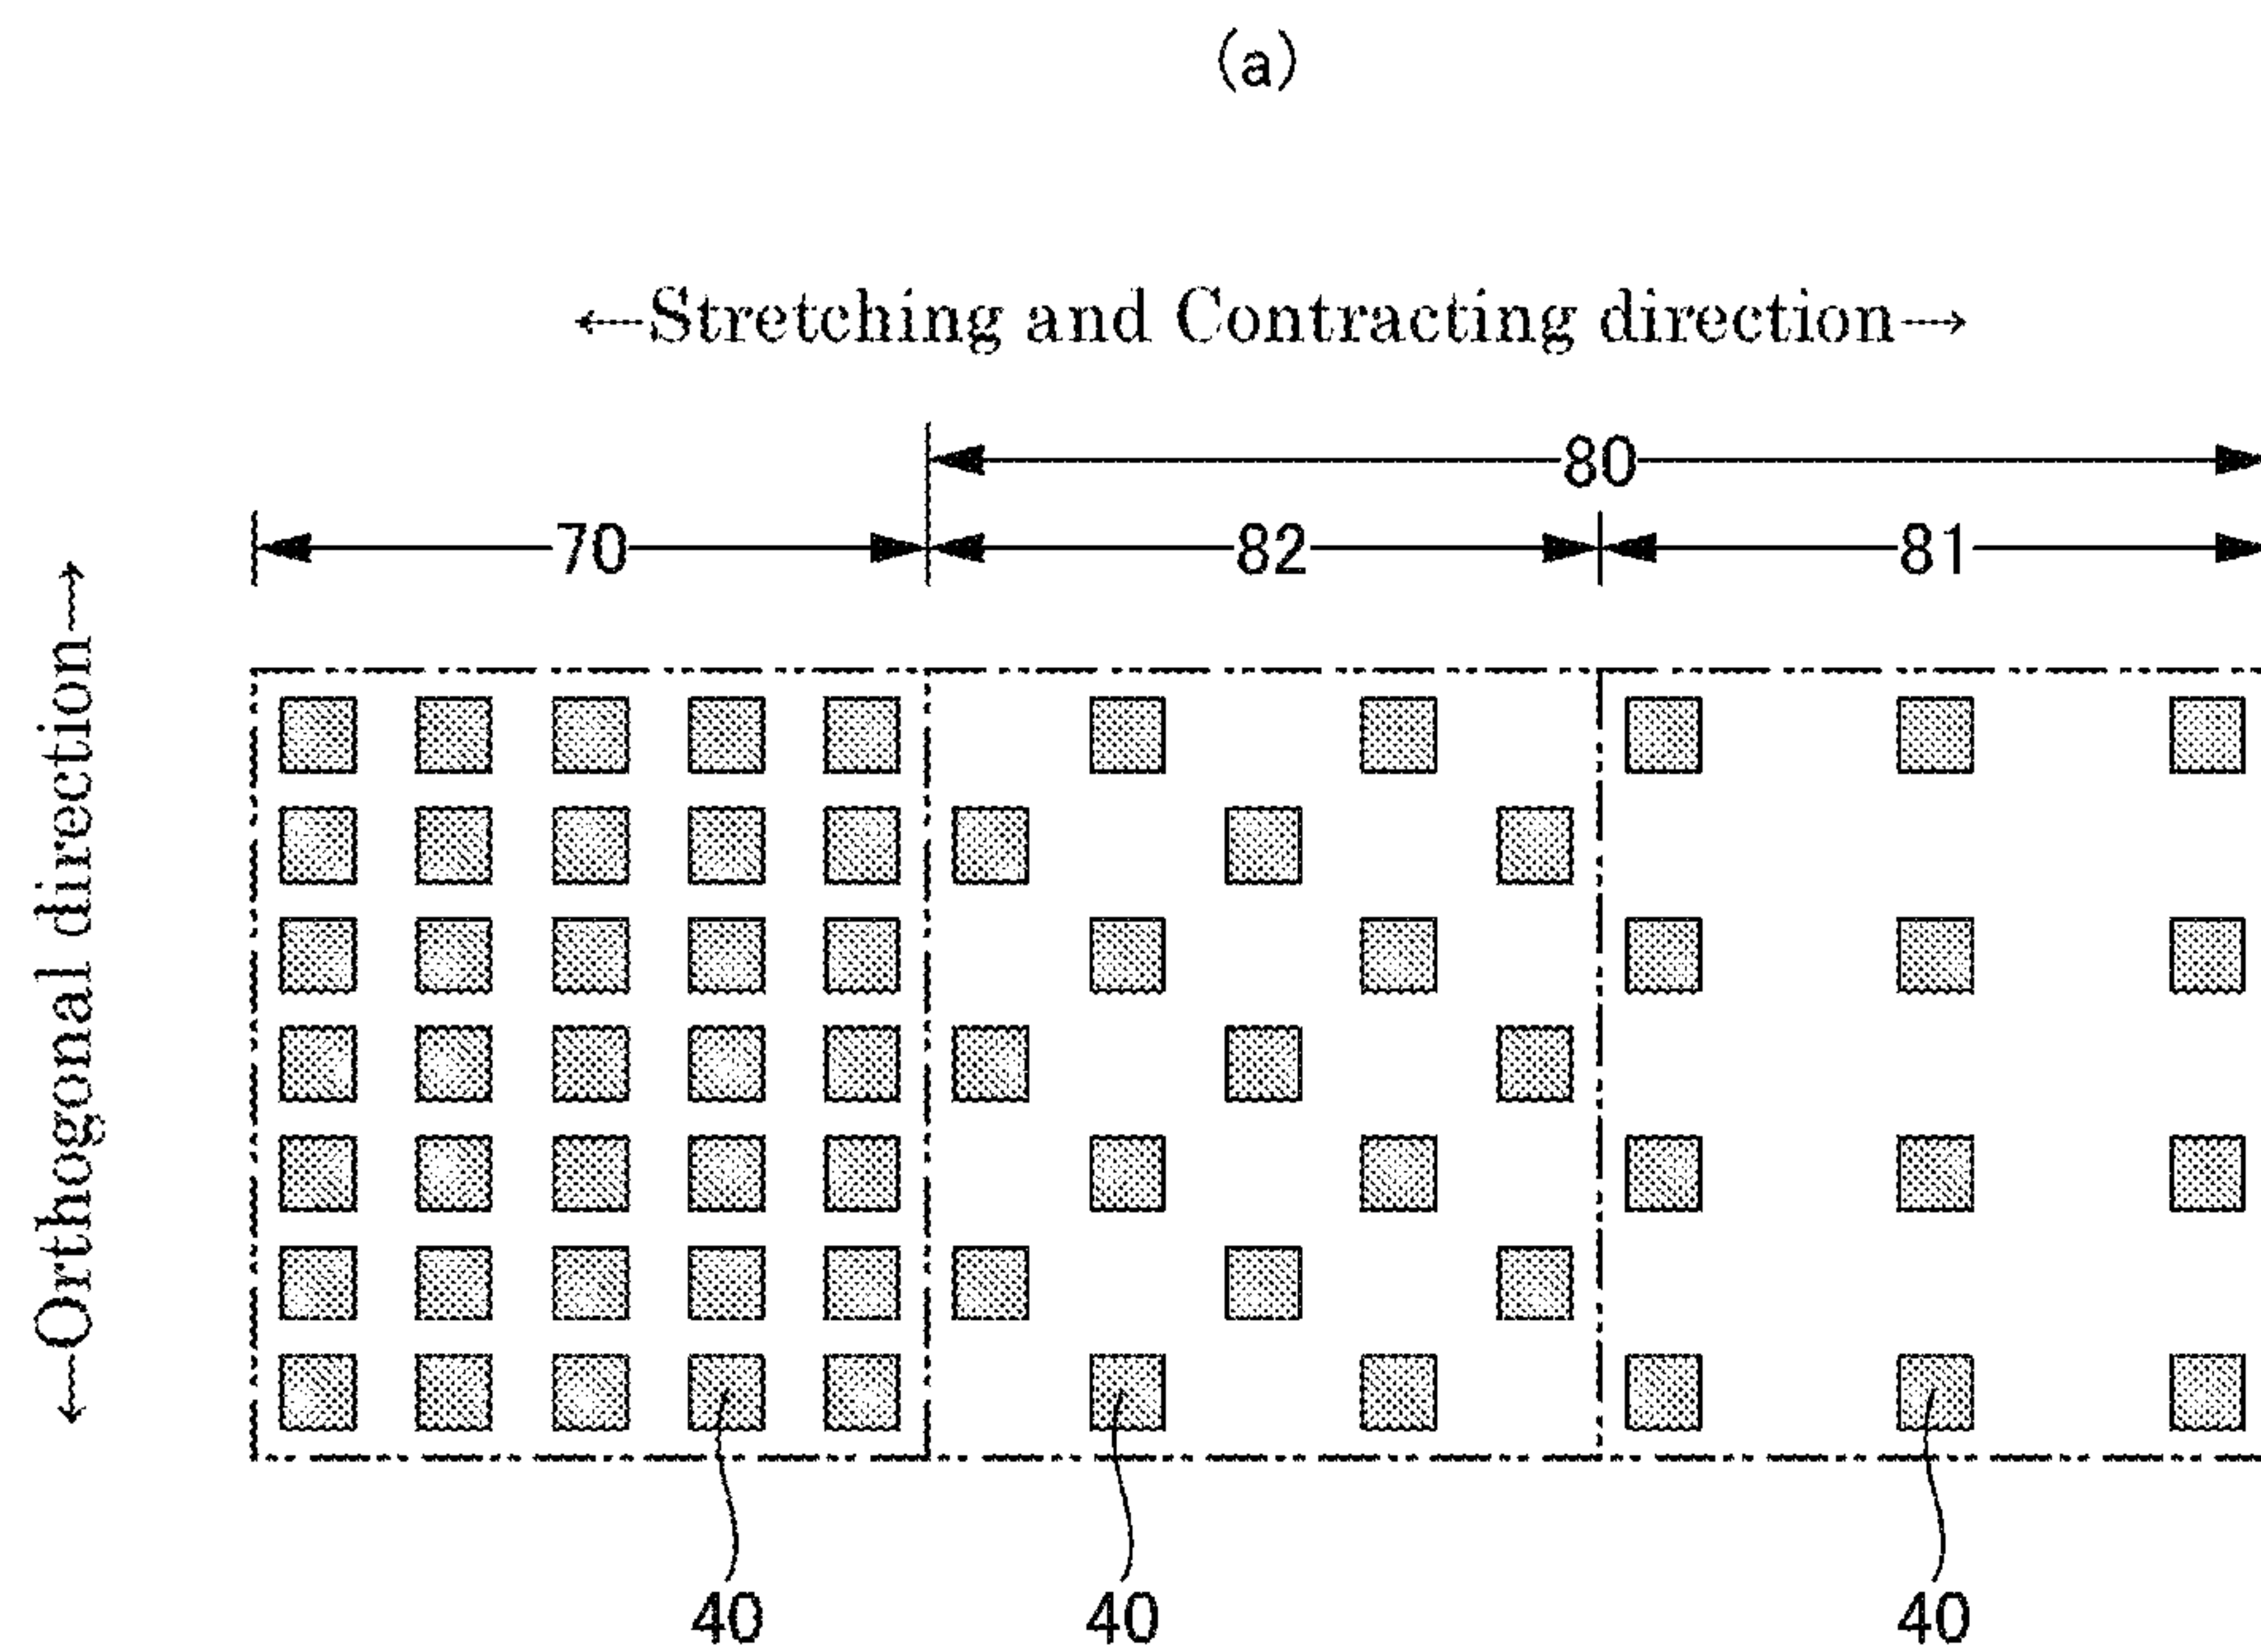 (a)
←Stretching and Contracting direction→
80
70 82 81
←Orthogonal direction→
40 40 40